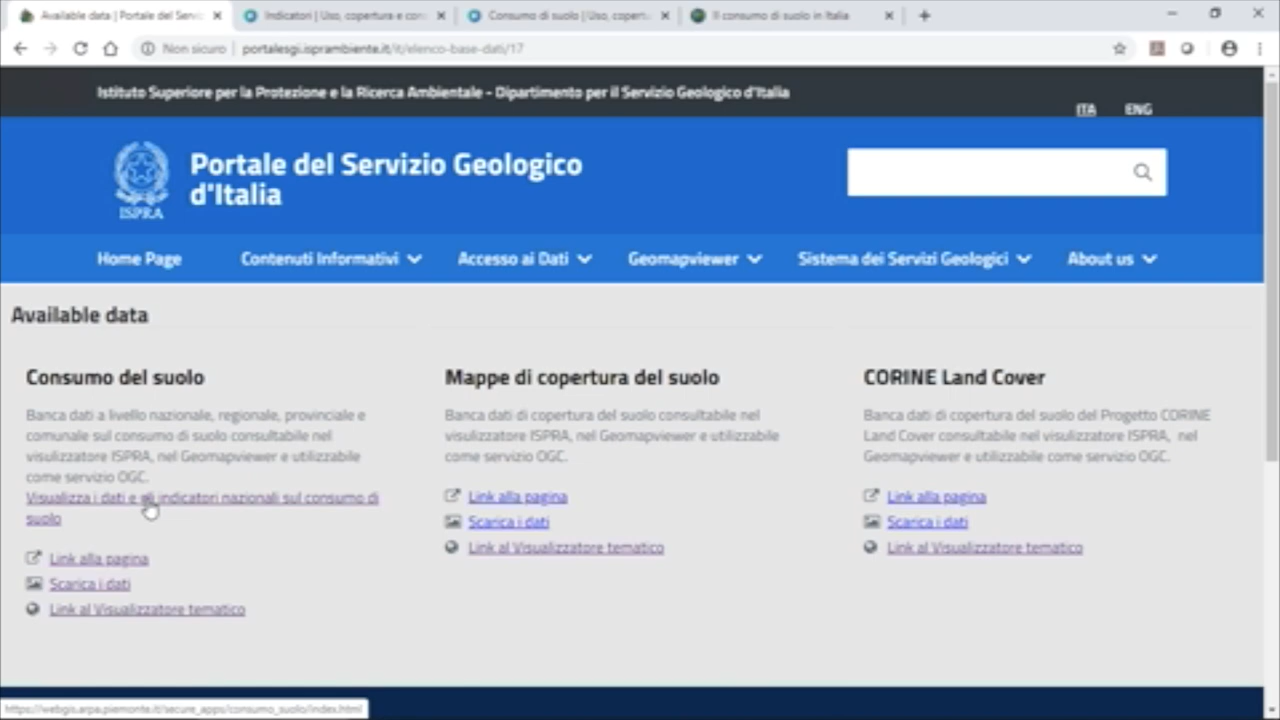 Available data | Portale del Serviz
Indicatori | Uso, copertura e con
Consumo di suolo | Uso, copert
Il consumo di suolo in Italia
Non sicuro | portalesgi.isprambiente.it/it/elenco-base-dati/17
Istituto Superiore per la Protezione e la Ricerca Ambientale - Dipartimento per il Servizio Geologico d'Italia
ITA ENG
ISPRA
Portale del Servizio Geologico
d'Italia
Home Page Contenuti Informativi Accesso ai Dati Geomapviewer Sistema dei Servizi Geologici About us
Available data
Consumo del suolo
Banca dati a livello nazionale, regionale, provinciale e
comunale sul consumo di suolo consultabile nel
visualizzatore ISPRA, nel Geomapviewer e utilizzabile
come servizio OGC.
Visualizza i dati e gli indicatori nazionali sul consumo di
suolo
Link alla pagina
Scarica i dati
Link al Visualizzatore tematico
Mappe di copertura del suolo
Banca dati di copertura del suolo consultabile nel
visualizzatore ISPRA, nel Geomapviewer e utilizzabile
come servizio OGC.
Link alla pagina
Scarica i dati
Link al Visualizzatore tematico
CORINE Land Cover
Banca dati di copertura del suolo del Progetto CORINE
Land Cover consultabile nel visualizzatore ISPRA, nel
Geomapviewer e utilizzabile come servizio OGC.
Link alla pagina
Scarica i dati
Link al Visualizzatore tematico
https://webgis.arpa.piemonte.it/secure_apps/consumo_suolo/index.html